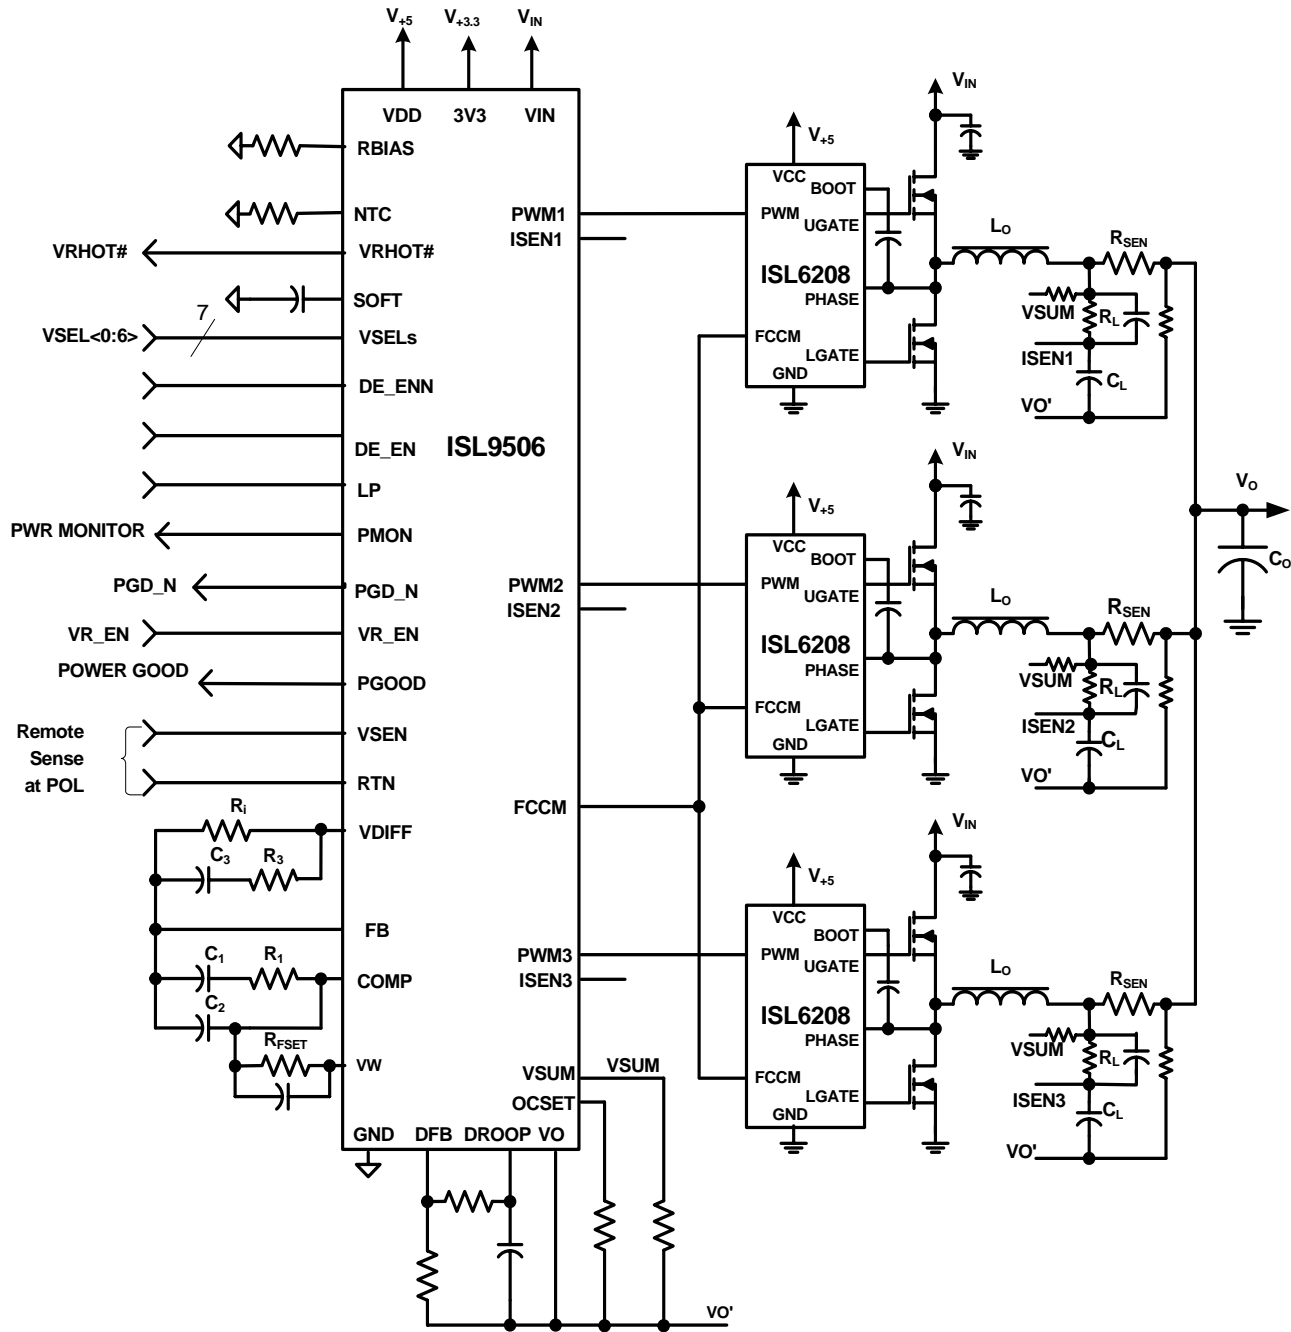 V+5
V+3.3
VIN
VDD
3V3
VIN
RBIAS
NTC
VRHOT#
VRHOT#
SOFT
7
VSEL<0:6>
VSELs
DE_ENN
DE_EN
LP
PWR MONITOR
PMON
PGD_N
PGD_N
VR_EN
VR_EN
POWER GOOD
PGOOD
Remote
Sense
at POL
VSEN
RTN
Ri
VDIFF
C3
R3
FB
C1
R1
COMP
C2
RFSET
VW
GND
DFB
DROOP
VO
ISL9506
PWM1
ISEN1
PWM2
ISEN2
FCCM
PWM3
ISEN3
VSUM
VSUM
OCSET
VO'
V+5
VCC
BOOT
PWM
UGATE
ISL6208
PHASE
FCCM
LGATE
GND
VIN
LO
RSEN
VSUM
RL
ISEN1
CL
VO'
V+5
VCC
BOOT
PWM
UGATE
ISL6208
PHASE
FCCM
LGATE
GND
VIN
LO
RSEN
VSUM
RL
ISEN2
CL
VO'
V+5
VCC
BOOT
PWM
UGATE
ISL6208
PHASE
FCCM
LGATE
GND
VIN
LO
RSEN
VSUM
RL
ISEN3
CL
VO'
VO
CO